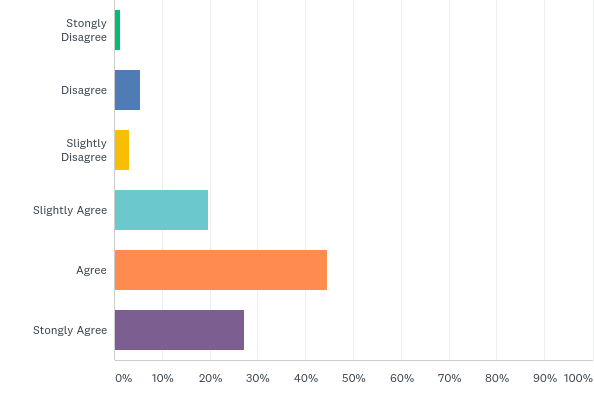 Stongly
Disagree
Disagree
Slightly
Disagree
Slightly Agree
Agree
Stongly Agree
0% 10% 20% 30% 40% 50% 60% 70% 80% 90% 100%